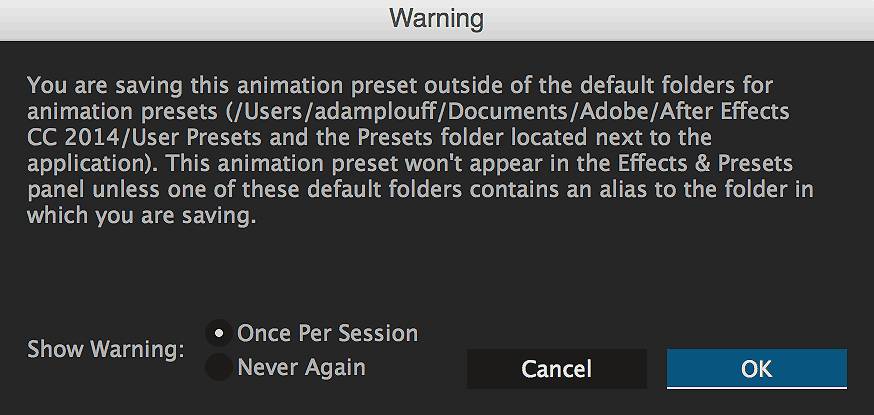 Warning
You are saving this animation preset outside of the default folders for
animation presets (/Users/adamplouff/Documents/Adobe/After Effects
CC 2014/User Presets and the Presets folder located next to the
application). This animation preset won't appear in the Effects & Presets
panel unless one of these default folders contains an alias to the folder in
which you are saving.
Show Warning:
Once Per Session
Never Again
Cancel
OK